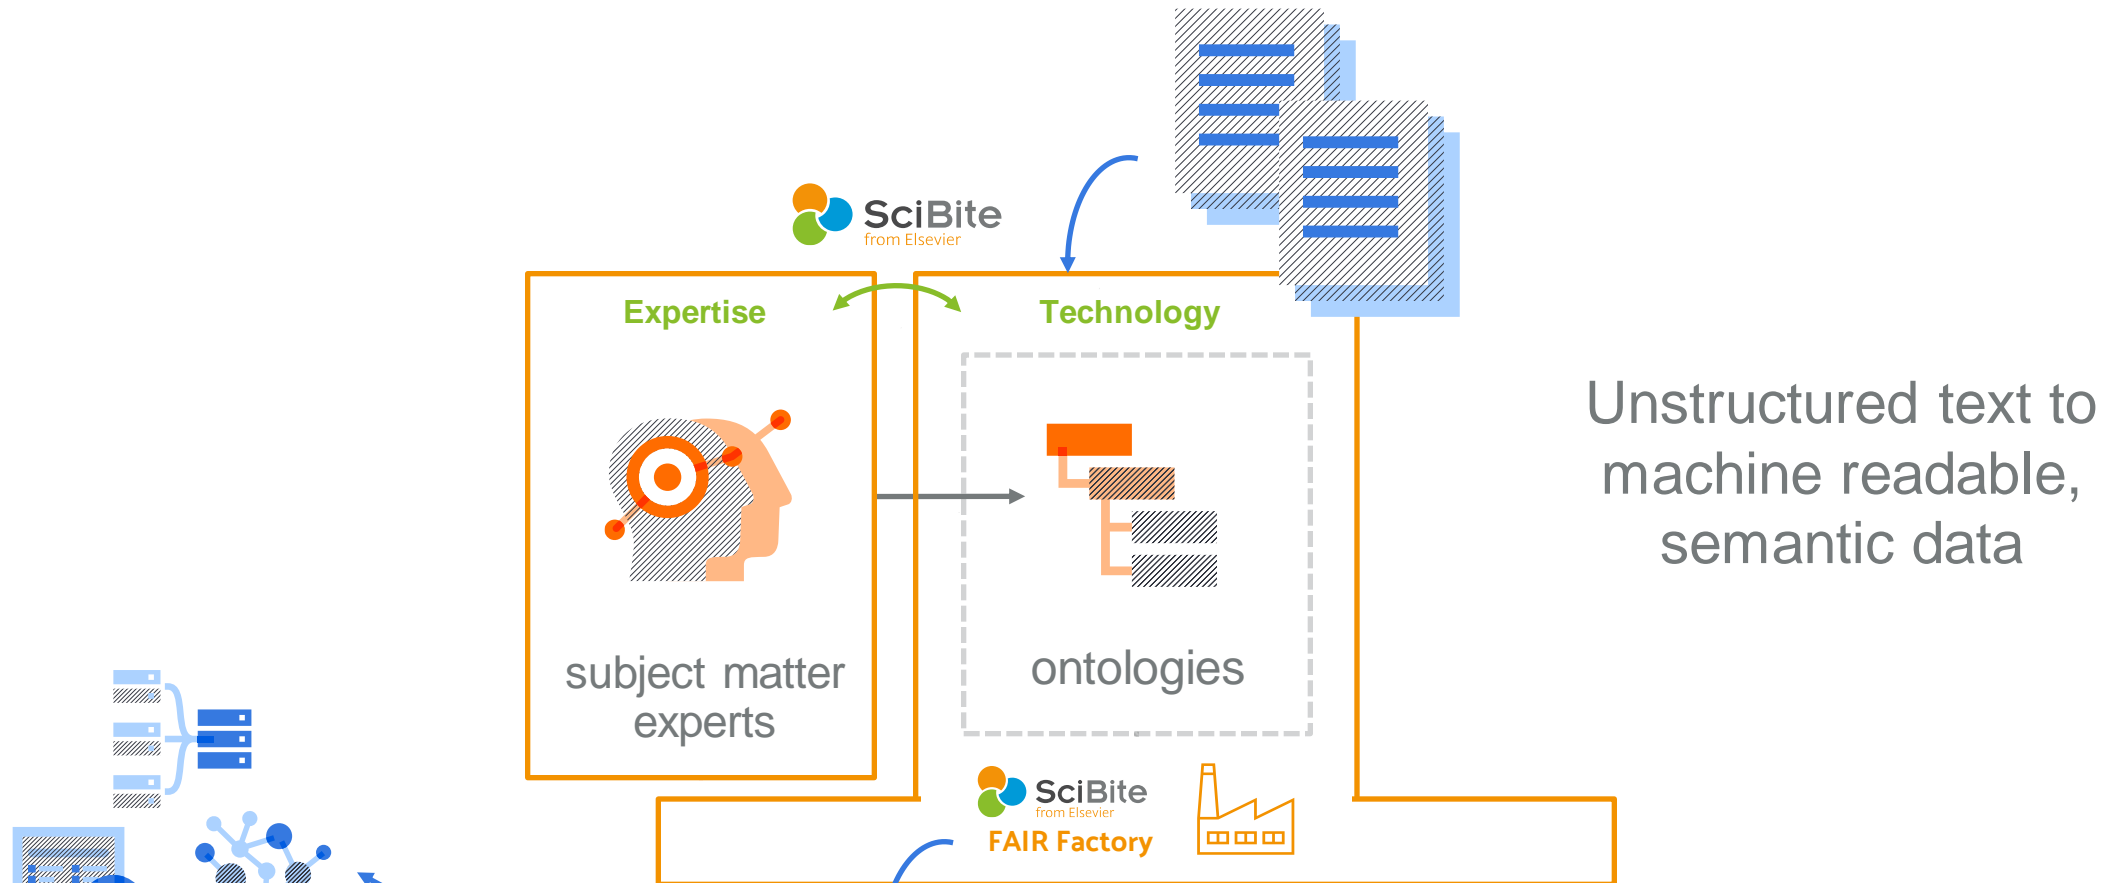 SciBite
from Elsevier
Expertise
Technology
Unstructured text to
machine readable,
semantic data
subject matter
experts
ontologies
SciBite
from Elsevier
FAIR Factory